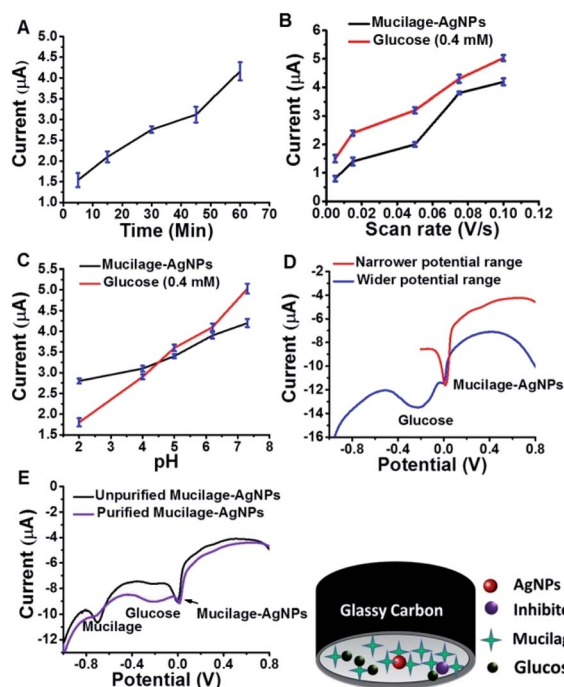 A
Current (µA)
4.5
4.0
3.5
3.0
2.5
2.0
1.5
1.0
0 10 20 30 40 50 60 70
Time (Min)
B
Mucilage-AgNPs
Glucose (0.4 mM)
Current (µA)
6
5
4
3
2
1
0
0.00 0.02 0.04 0.06 0.08 0.10 0.12
Scan rate (V/s)
C
Mucilage-AgNPs
Glucose (0.4 mM)
Current (µA)
5.5
5.0
4.5
4.0
3.5
3.0
2.5
2.0
1.5
2 3 4 5 6 7 8
pH
D
Narrower potential range
Wider potential range
Current (µA)
-2
-4
-6
-8
-10
-12
-14
-16
Mucilage-AgNPs
Glucose
-0.8 -0.4 0.0 0.4 0.8
Potential (V)
E
Unpurified Mucilage-AgNPs
Purified Mucilage-AgNPs
Current (µA)
-2
-4
-6
-8
-10
-12
Mucilage
Glucose
Mucilage-AgNPs
-0.8 -0.4 0.0 0.4 0.8
Potential (V)
Glassy Carbon
AgNPs
Inhibite
Mucilag
Glucos